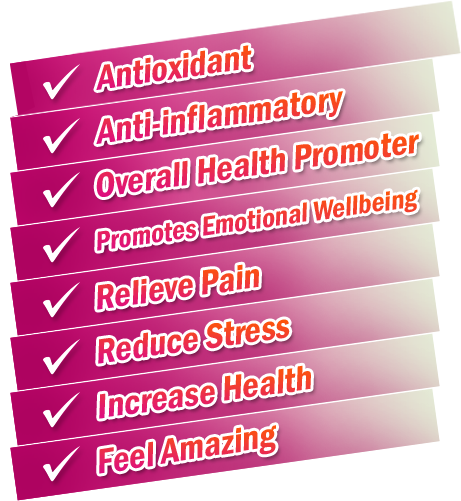 Antioxidant
Anti-inflammatory
Overall Health Promoter
Promotes Emotional Wellbeing
Relieve Pain
Reduce Stress
Increase Health
Feel Amazing